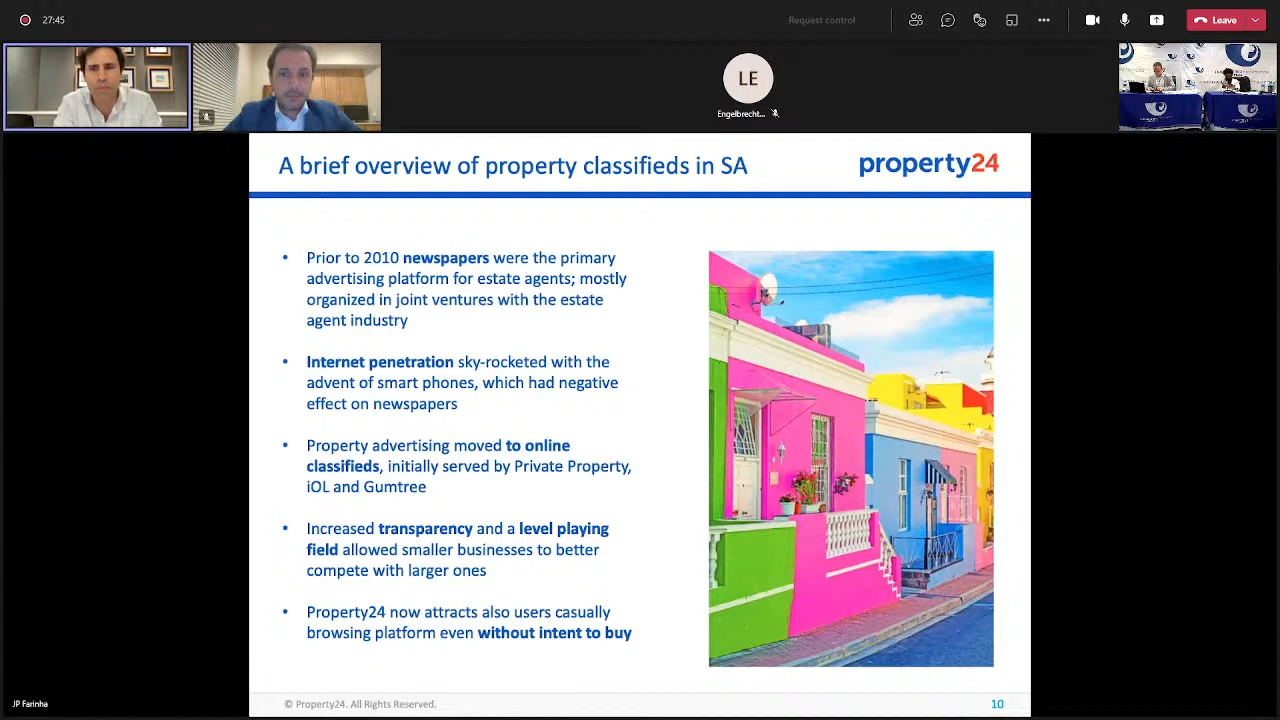 27:45
Request control
Leave
LE
Engelbrecht...
A brief overview of property classifieds in SA
property24
• Prior to 2010 newspapers were the primary
advertising platform for estate agents; mostly
organized in joint ventures with the estate
agent industry
• Internet penetration sky-rocketed with the
advent of smart phones, which had negative
effect on newspapers
• Property advertising moved to online
classifieds, initially served by Private Property,
iOL and Gumtree
• Increased transparency and a level playing
field allowed smaller businesses to better
compete with larger ones
• Property24 now attracts also users casually
browsing platform even without intent to buy
JP Farinha
© Property24. All Rights Reserved.
10